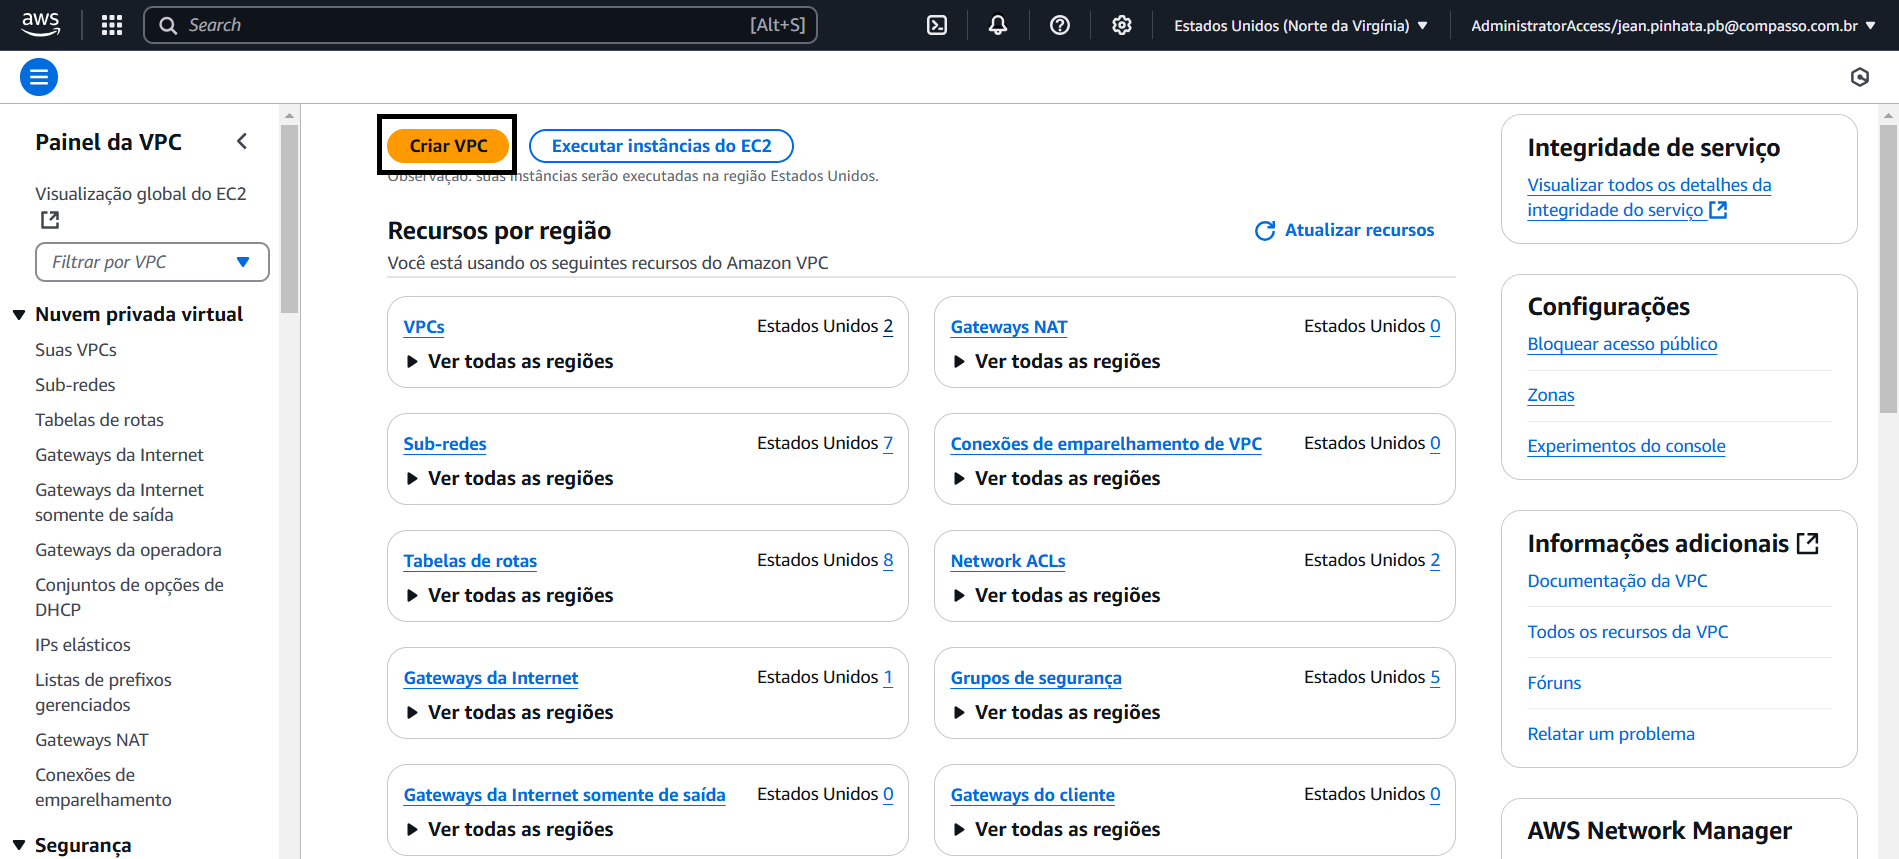 aws
Search
[Alt+S]
Estados Unidos (Norte da Virgínia)
AdministratorAccess/jean.pinhata.pb@compasso.com.br
Painel da VPC
Visualização global do EC2
Filtrar por VPC
Nuvem privada virtual
Suas VPCs
Sub-redes
Tabelas de rotas
Gateways da Internet
Gateways da Internet
somente de saída
Gateways da operadora
Conjuntos de opções de
DHCP
IPs elásticos
Listas de prefixos
gerenciados
Gateways NAT
Conexões de
emparelhamento
Segurança
Criar VPC
Executar instâncias do EC2
Observação: suas instâncias serão executadas na região Estados Unidos.
Recursos por região
Atualizar recursos
Você está usando os seguintes recursos do Amazon VPC
VPCs
Estados Unidos 2
Ver todas as regiões
Gateways NAT
Estados Unidos 0
Ver todas as regiões
Sub-redes
Estados Unidos 7
Ver todas as regiões
Conexões de emparelhamento de VPC
Estados Unidos 0
Ver todas as regiões
Tabelas de rotas
Estados Unidos 8
Ver todas as regiões
Network ACLs
Estados Unidos 2
Ver todas as regiões
Gateways da Internet
Estados Unidos 1
Ver todas as regiões
Grupos de segurança
Estados Unidos 5
Ver todas as regiões
Gateways da Internet somente de saída
Estados Unidos 0
Ver todas as regiões
Gateways do cliente
Estados Unidos 0
Ver todas as regiões
Integridade de serviço
Visualizar todos os detalhes da
integridade do serviço
Configurações
Bloquear acesso público
Zonas
Experimentos do console
Informações adicionais
Documentação da VPC
Todos os recursos da VPC
Fóruns
Relatar um problema
AWS Network Manager